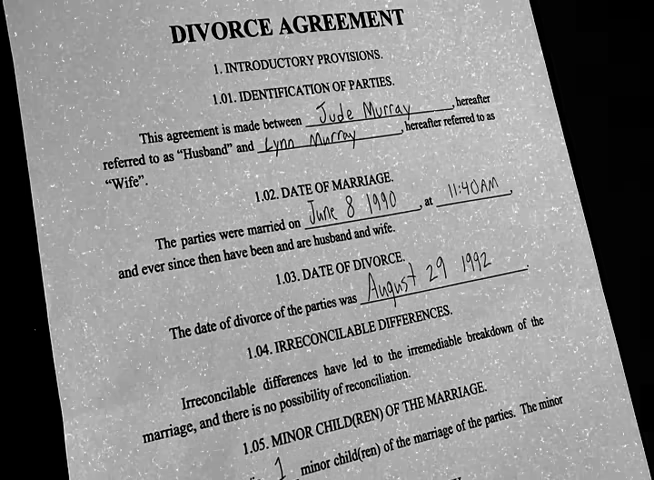 DIVORCE AGREEMENT
1. INTRODUCTORY PROVISIONS.
1.01. IDENTIFICATION OF PARTIES.
This agreement is made between Jude Murray, hereafter
referred to as “Husband” and Lynn Murray, hereafter referred to as
“Wife”.
1.02. DATE OF MARRIAGE.
The parties were married on June 8 1990, at 11:40AM,
and ever since then have been and are husband and wife.
1.03. DATE OF DIVORCE.
The date of divorce of the parties was August 29 1992.
1.04. IRRECONCILABLE DIFFERENCES.
Irreconcilable differences have led to the irremediable breakdown of the
marriage, and there is no possibility of reconciliation.
1.05. MINOR CHILD(REN) OF THE MARRIAGE.
1 minor child(ren) of the marriage of the parties. The minor